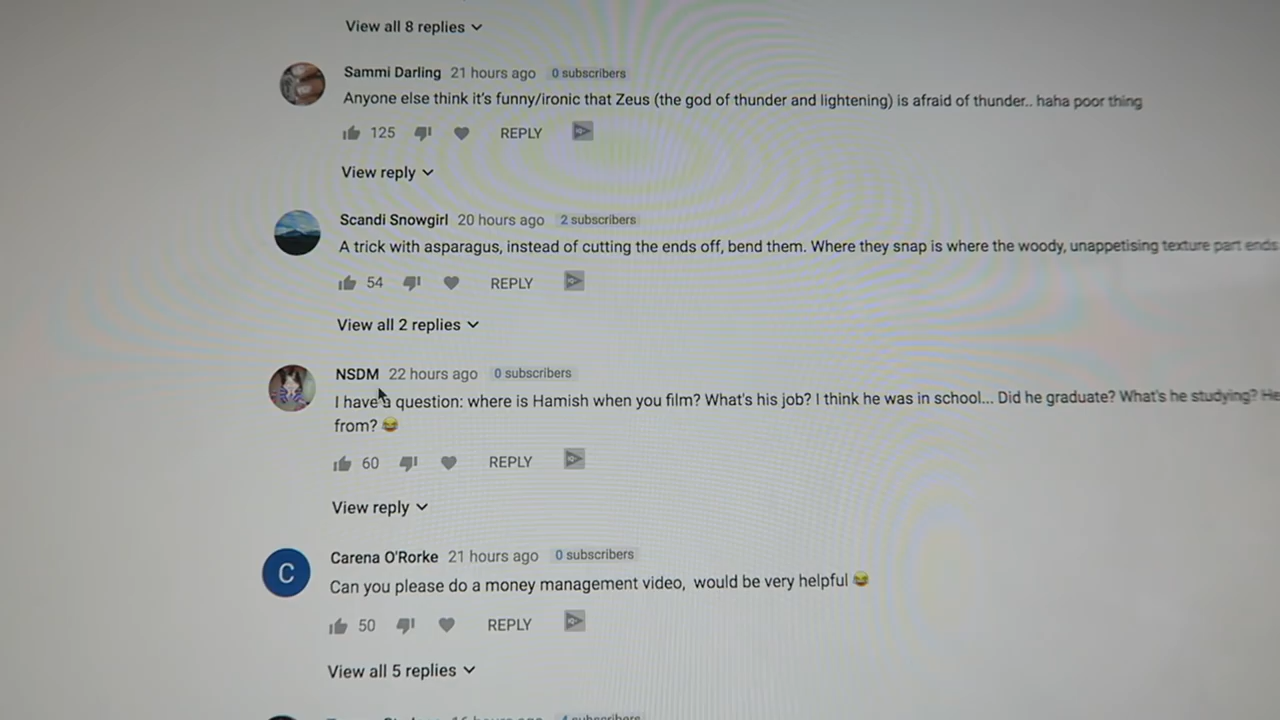 View all 8 replies
Sammi Darling 21 hours ago 0 subscribers
Anyone else think it's funny/ironic that Zeus (the god of thunder and lightening) is afraid of thunder.. haha poor thing
125 REPLY
View reply
Scandi Snowgirl 20 hours ago 2 subscribers
A trick with asparagus, instead of cutting the ends off, bend them. Where they snap is where the woody, unappetising texture part ends
54 REPLY
View all 2 replies
NSDM 22 hours ago 0 subscribers
I have a question: where is Hamish when you film? What's his job? I think he was in school... Did he graduate? What's he studying? He
from? 😂
60 REPLY
View reply
C
Carena O'Rorke 21 hours ago 0 subscribers
Can you please do a money management video, would be very helpful 😂
50 REPLY
View all 5 replies
hours ago 4 subscribers